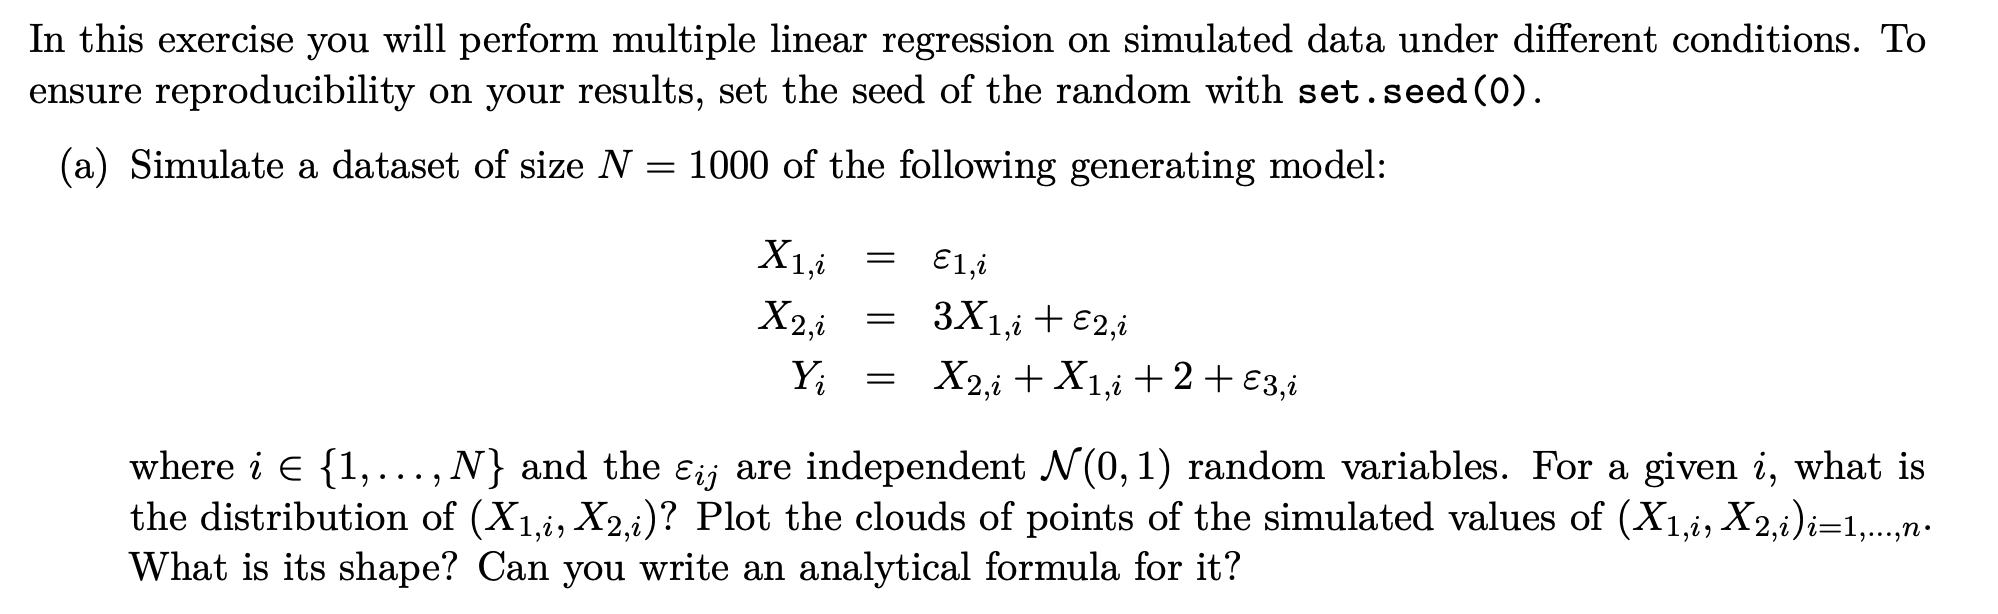 In this exercise you will perform multiple linear regression on simulated data under different conditions. To
ensure reproducibility on your results, set the seed of the random with set.seed(0).
(a) Simulate a dataset of size N = 1000 of the following generating model:
X₁,ᵢ = ε₁,ᵢ
X₂,ᵢ = 3X₁,ᵢ + ε₂,ᵢ
Yᵢ = X₂,ᵢ + X₁,ᵢ + 2 + ε₃,ᵢ
where i ∈ {1, . . . , N} and the εᵢⱼ are independent 𝒩(0, 1) random variables. For a given i, what is
the distribution of (X₁,ᵢ, X₂,ᵢ)? Plot the clouds of points of the simulated values of (X₁,ᵢ, X₂,ᵢ)ᵢ₌₁,...,ₙ.
What is its shape? Can you write an analytical formula for it?